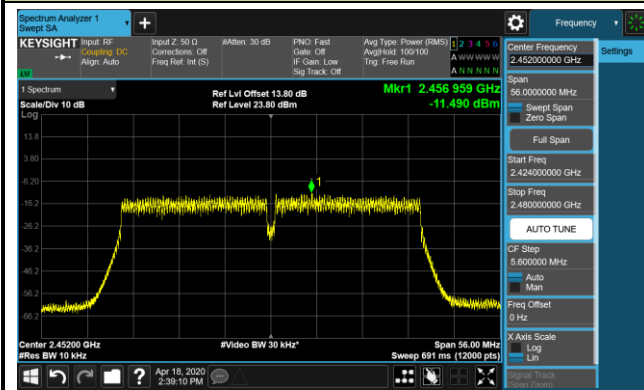 Spectrum Analyzer 1
Swept SA
Frequency
KEYSIGHT
Input: RF
Coupling: DC
Align: Auto
Input Z: 50 Ω
Corrections: Off
Freq Ref: Int (S)
#Atten: 30 dB
PNO: Fast
Gate: Off
IF Gain: Low
Sig Track: Off
Avg Type: Power (RMS)
Avg|Hold: 100/100
Trig: Free Run
1 2 3 4 5 6
A W W W W W
A N N N N N
1 Spectrum
Scale/Div 10 dB
Log
Ref Lvl Offset 13.80 dB
Ref Level 23.80 dBm
Mkr1 2.456 959 GHz
-11.490 dBm
13.8
3.80
-6.20
-16.2
-26.2
-36.2
-46.2
-56.2
-66.2
1
Center 2.45200 GHz
#Res BW 10 kHz
#Video BW 30 kHz*
Span 56.00 MHz
Sweep 691 ms (12000 pts)
Center Frequency
2.452000000 GHz
Settings
Span
56.0000000 MHz
Swept Span
Zero Span
Full Span
Start Freq
2.424000000 GHz
Stop Freq
2.480000000 GHz
AUTO TUNE
CF Step
5.600000 MHz
Auto
Man
Freq Offset
0 Hz
X Axis Scale
Log
Lin
Signal Track
(Span Zoom)
Apr 18, 2020
2:39:10 PM